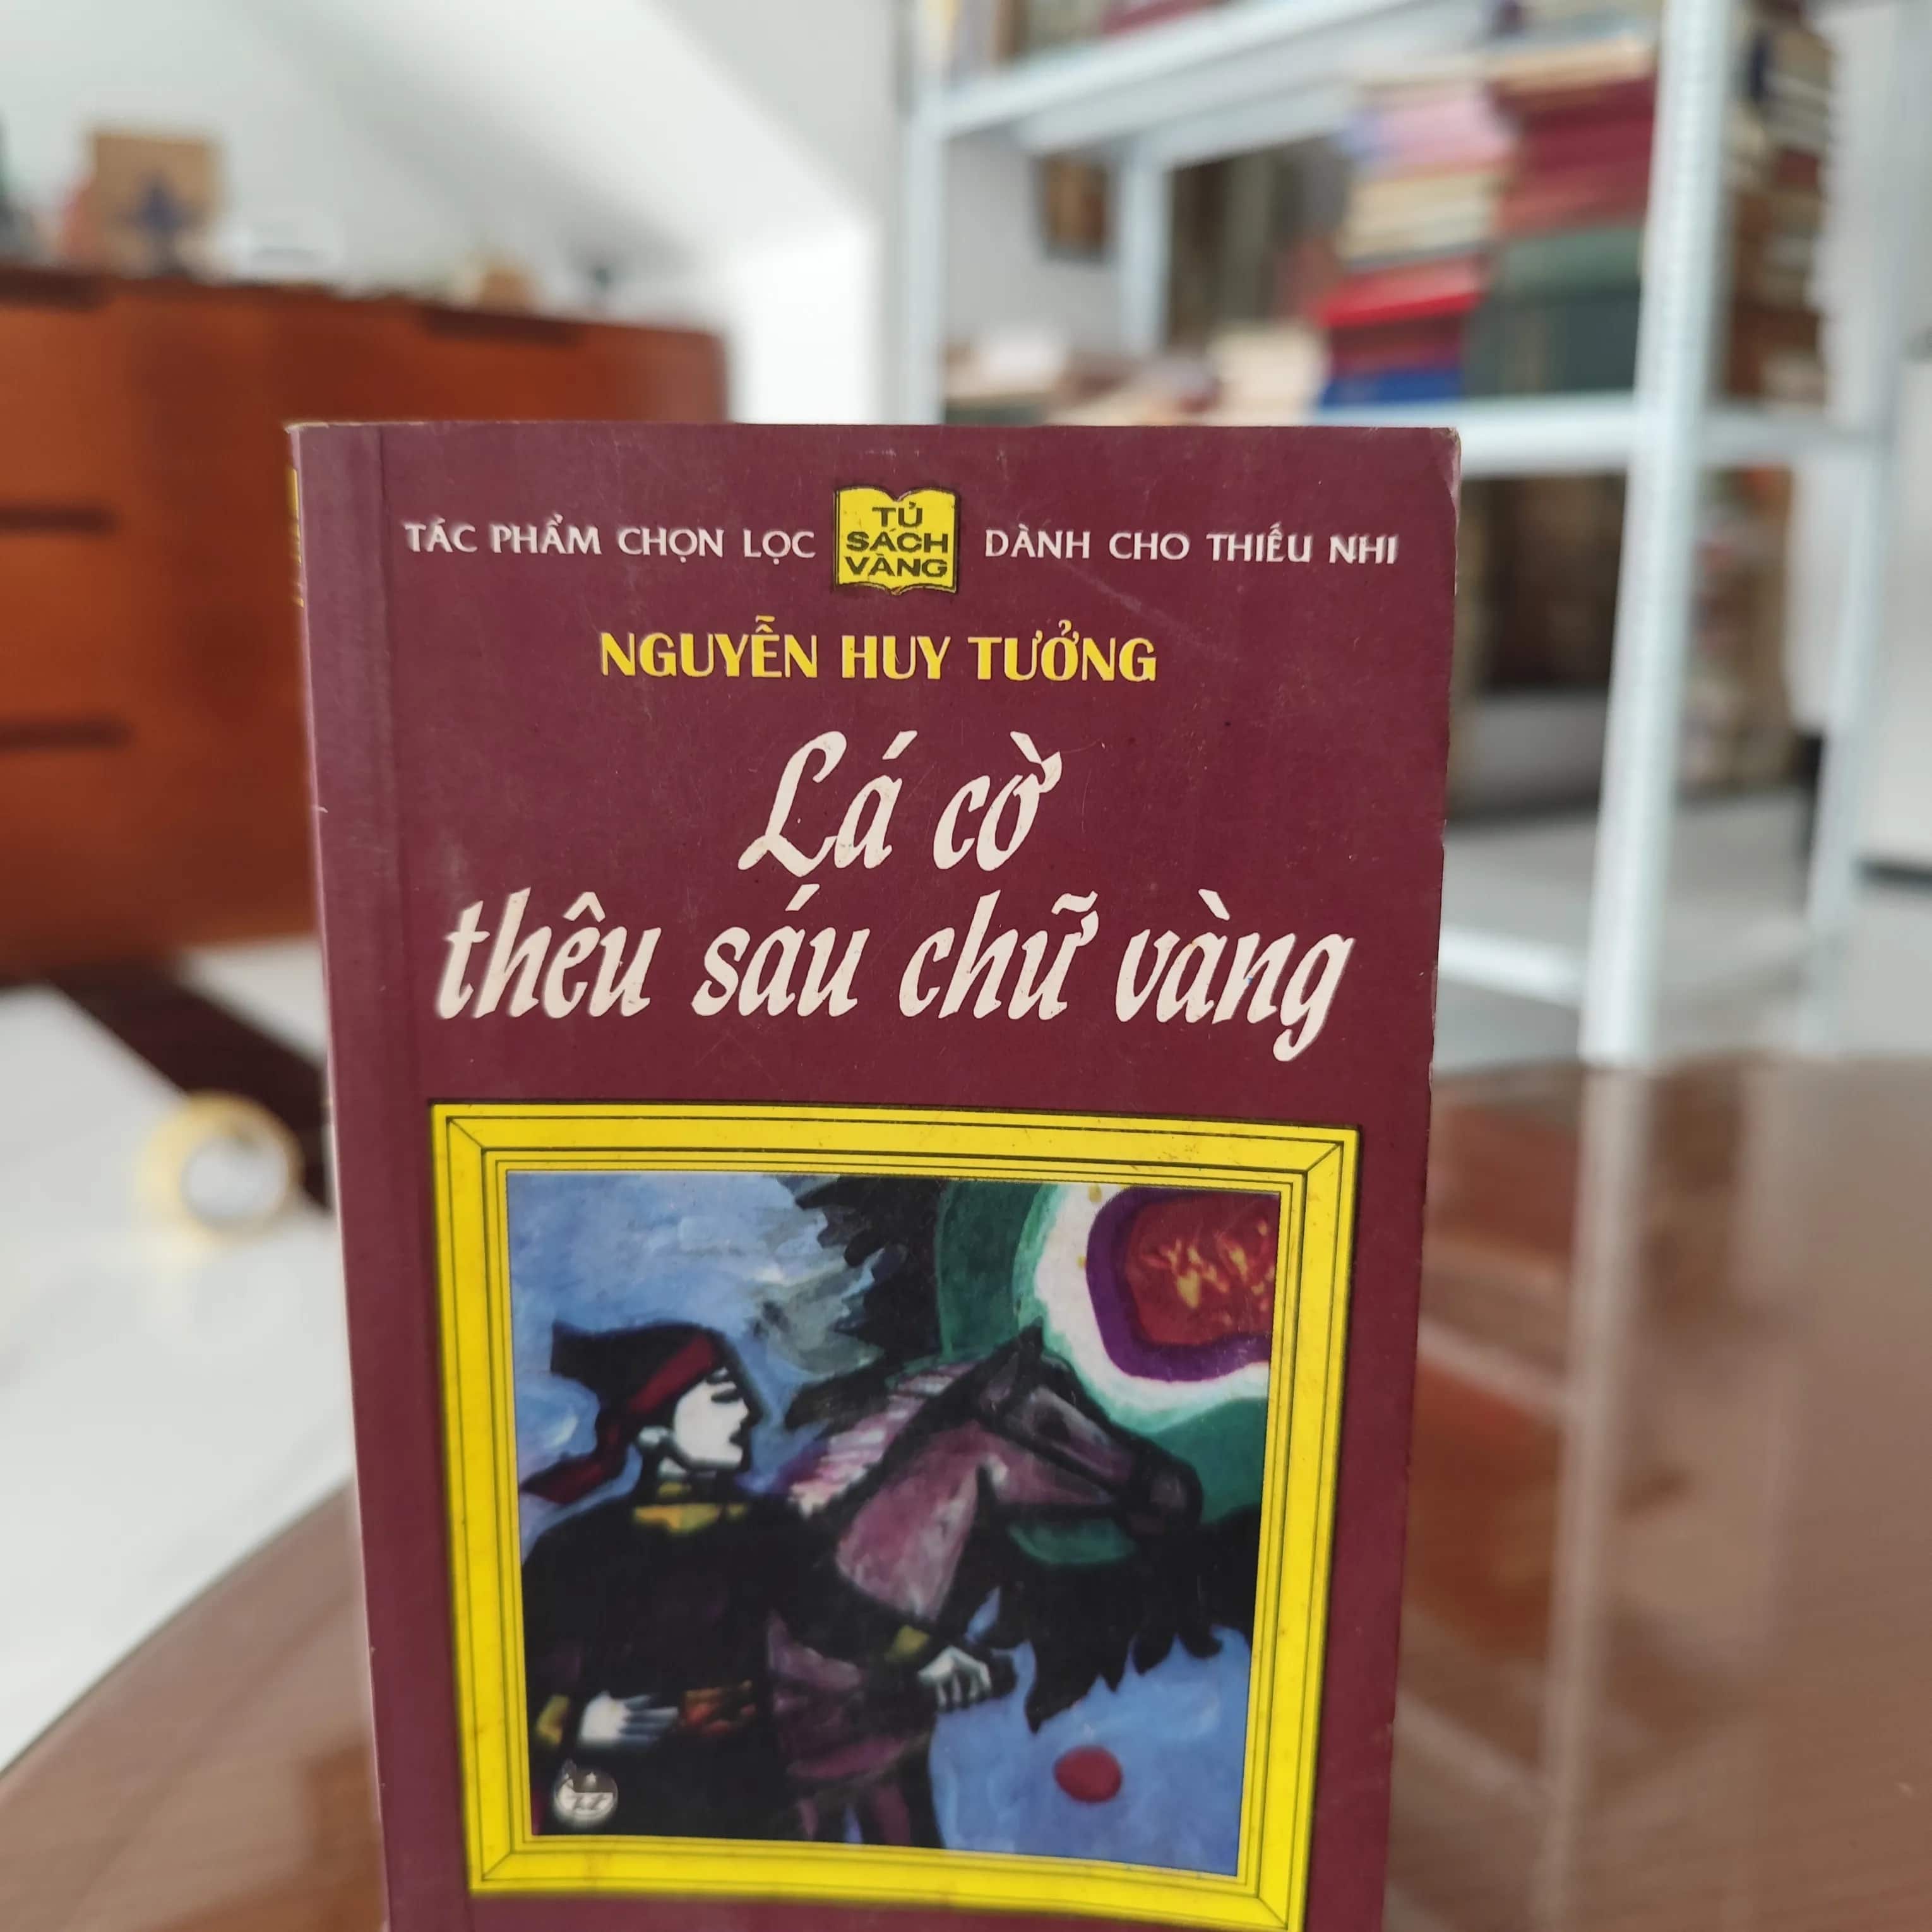 TÁC PHẨM CHỌN LỌC TỦ SÁCH VÀNG DÀNH CHO THIẾU NHI
NGUYỄN HUY TƯỞNG
Lá cờ
thêu sáu chữ vàng